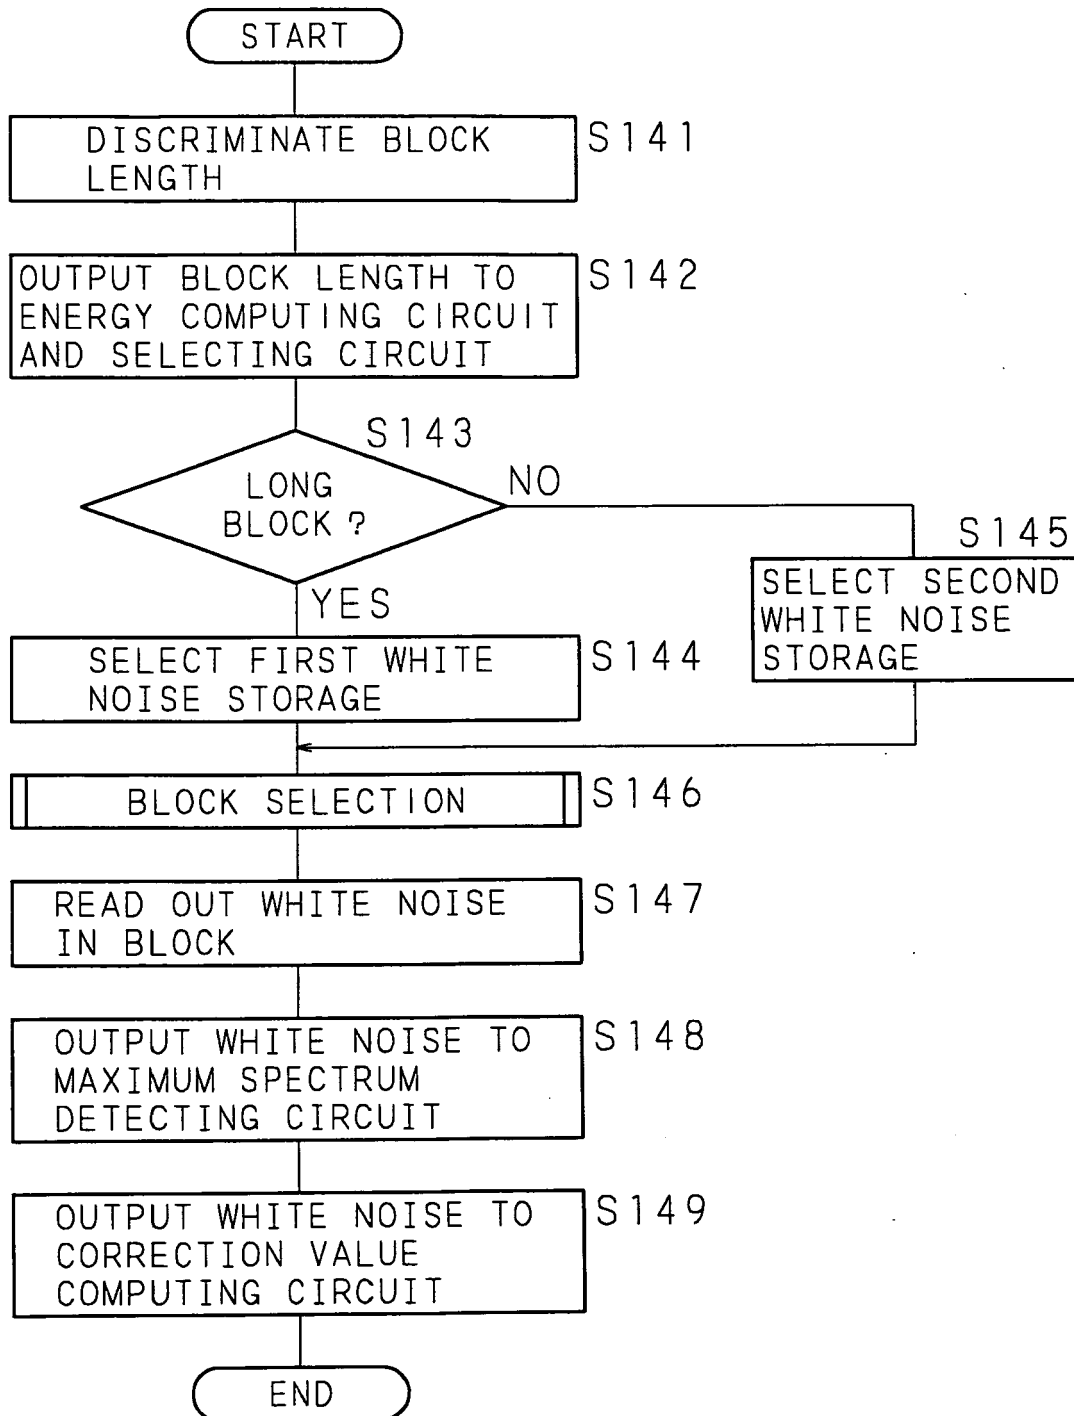 START
DISCRIMINATE BLOCK
LENGTH
S141
OUTPUT BLOCK LENGTH TO
ENERGY COMPUTING CIRCUIT
AND SELECTING CIRCUIT
S142
S143
LONG
BLOCK?
NO
YES
S145
SELECT SECOND
WHITE NOISE
STORAGE
SELECT FIRST WHITE
NOISE STORAGE
S144
BLOCK SELECTION
S146
READ OUT WHITE NOISE
IN BLOCK
S147
OUTPUT WHITE NOISE TO
MAXIMUM SPECTRUM
DETECTING CIRCUIT
S148
OUTPUT WHITE NOISE TO
CORRECTION VALUE
COMPUTING CIRCUIT
S149
END